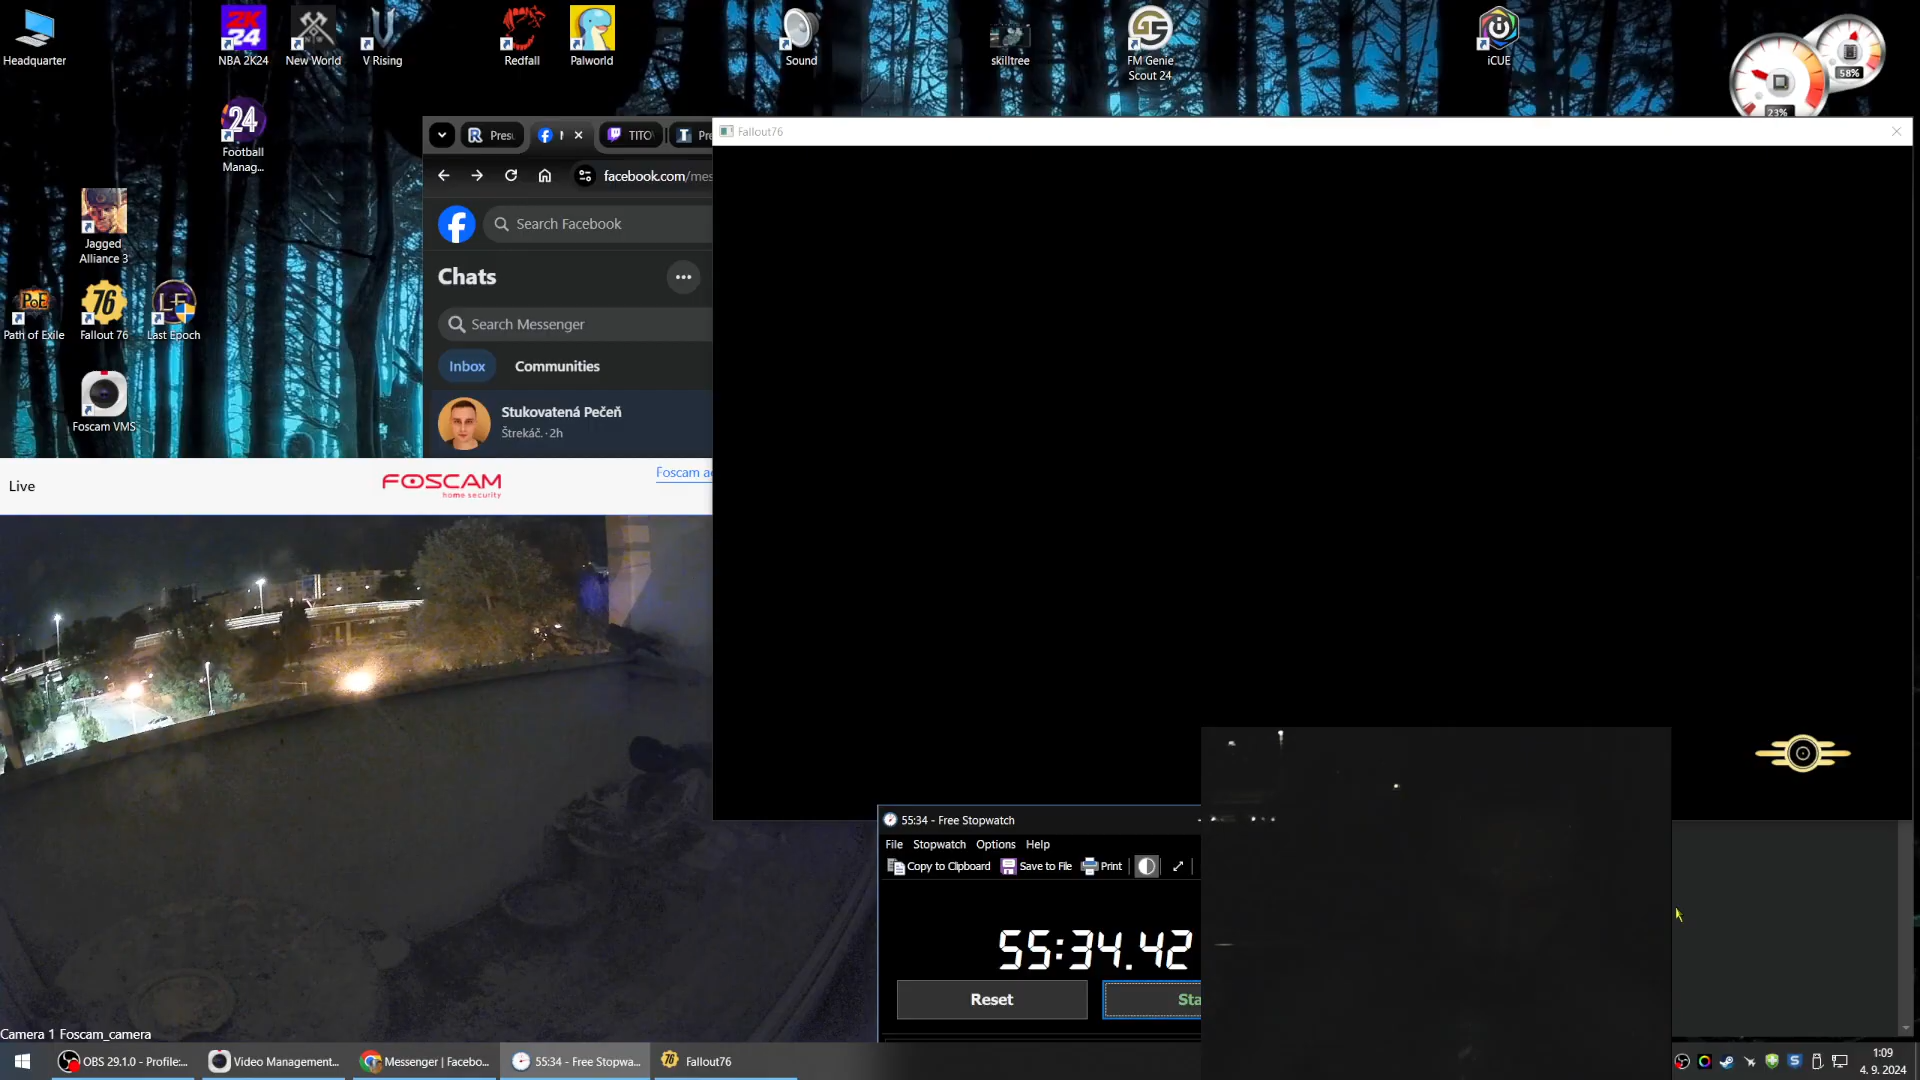 Headquarter
NBA 2K24
New World
V Rising
Redfall
Palworld
Sound
skilltree
FM Genie
Scout 24
iCUE
58%
23%
Football
Manag...
Jagged
Alliance 3
Path of Exile
Fallout 76
Last Epoch
Foscam VMS
TITO
Fallout76
facebook.com/mes
Search Facebook
Chats
Search Messenger
Inbox
Communities
Stukovatená Pečeň
Štrekáč. · 2h
Live
FOSCAM
home security
Foscam a
Camera 1 Foscam_camera
55:34 - Free Stopwatch
File Stopwatch Options Help
Copy to Clipboard Save to File Print
55:34.42
Reset
Sta
OBS 29.1.0 - Profile:...
Video Management...
Messenger | Facebo...
55:34 - Free Stopwa...
Fallout76
1:09
4. 9. 2024